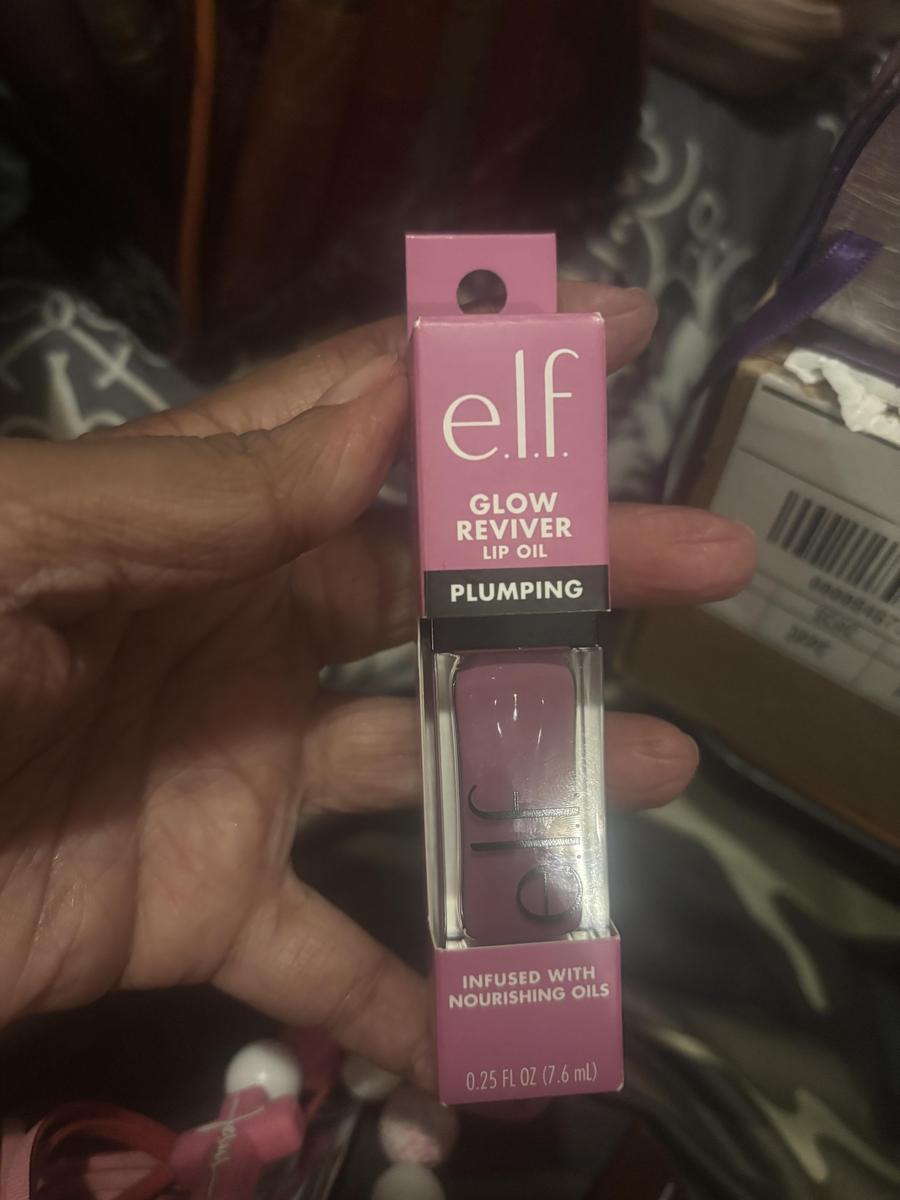 e.l.f.
GLOW
REVIVER
LIP OIL
PLUMPING
e.l.f.
INFUSED WITH
NOURISHING OILS
0.25 FL OZ (7.6 mL)